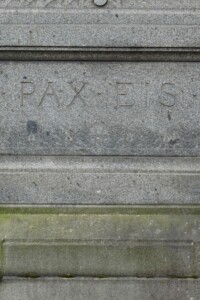 PAX · EIS